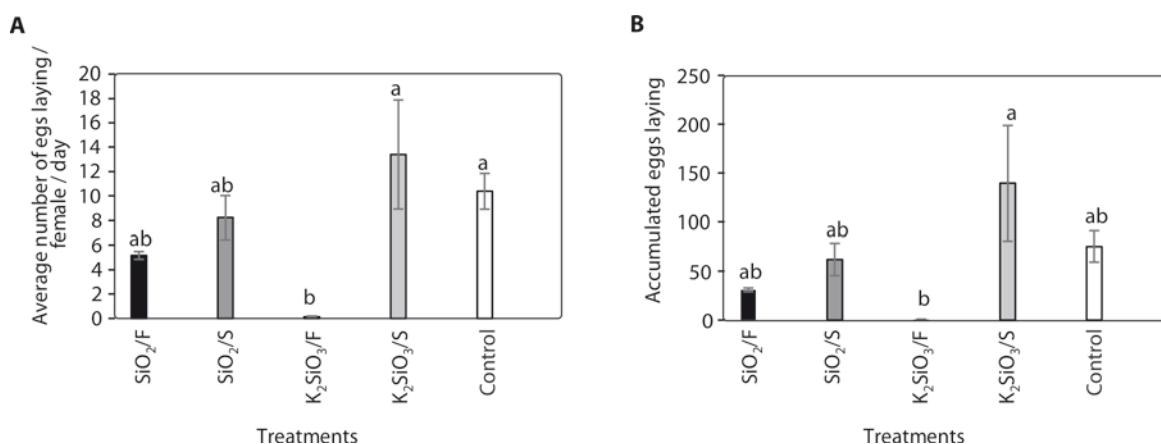 A
Average number of egs laying /
female / day
20
18
16
14
12
10
8
6
4
2
0
ab
ab
b
a
a
SiO₂/F
SiO₂/S
K₂SiO₃/F
K₂SiO₃/S
Control
Treatments
B
Accumulated eggs laying
250
200
150
100
50
0
ab
ab
b
a
ab
SiO₂/F
SiO₂/S
K₂SiO₃/F
K₂SiO₃/S
Control
Treatments